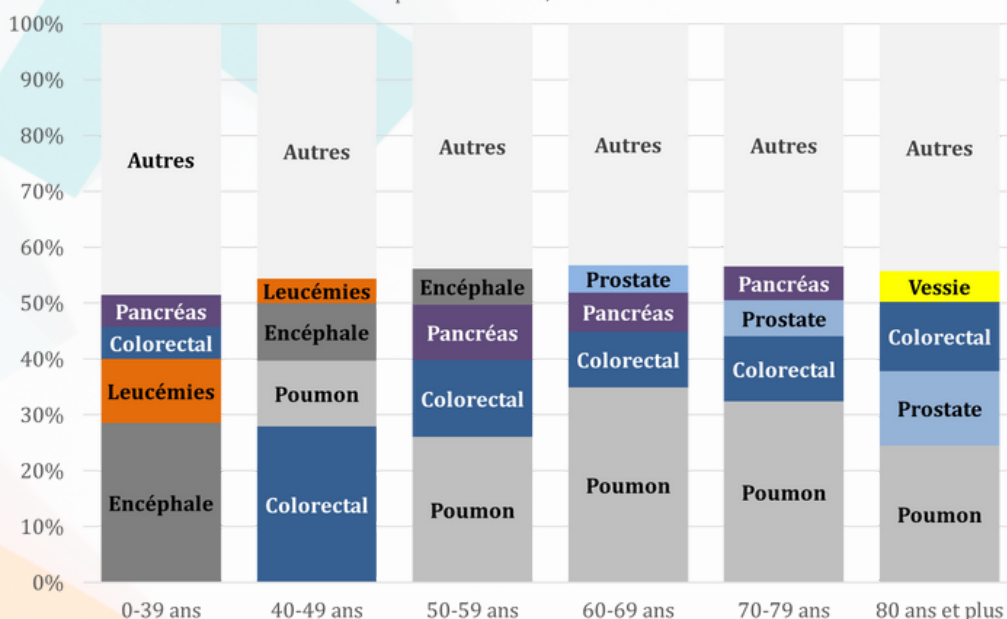 100%
90%
80%
70%
60%
50%
40%
30%
20%
10%
0%
Autres
Pancréas
Colorectal
Leucémies
Encéphale
Autres
Leucémies
Encéphale
Poumon
Colorectal
Autres
Encéphale
Pancréas
Colorectal
Poumon
Autres
Prostate
Pancréas
Colorectal
Poumon
Autres
Pancréas
Prostate
Colorectal
Poumon
Autres
Vessie
Colorectal
Prostate
Poumon
0-39 ans 40-49 ans 50-59 ans 60-69 ans 70-79 ans 80 ans et plus